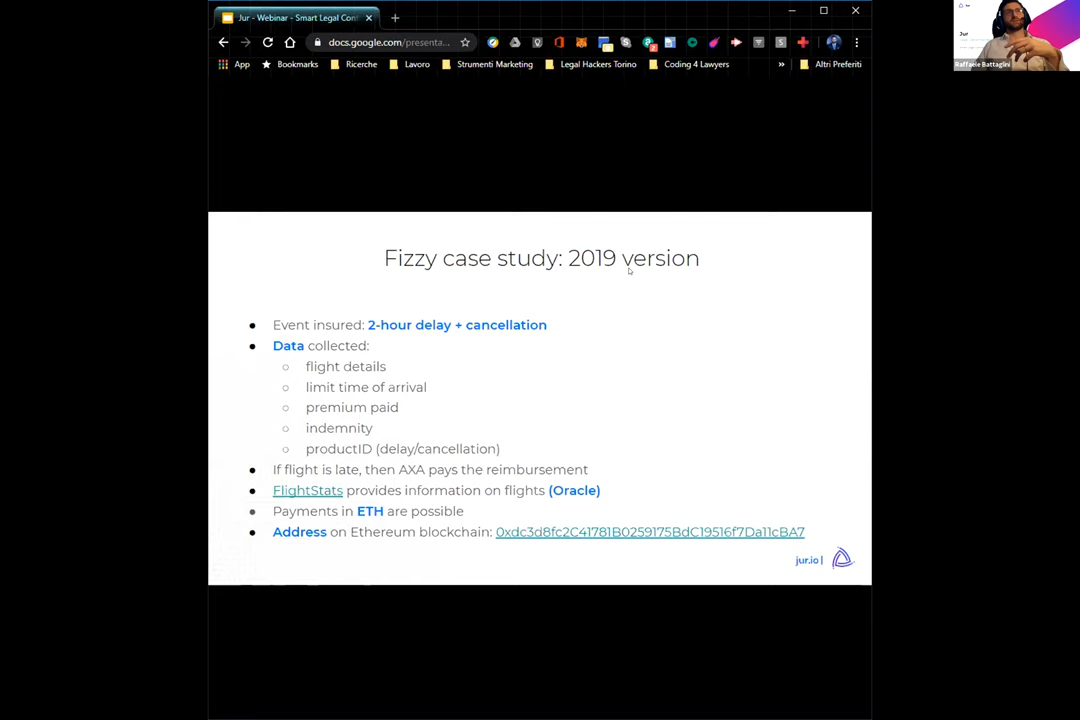 Jur - Webinar - Smart Legal Con
docs.google.com/presenta...
App
Bookmarks
Ricerche
Lavoro
Strumenti Marketing
Legal Hackers Torino
Coding 4 Lawyers
»
Altri Preferiti
Jur
Raffaele Battaglini
Fizzy case study: 2019 version
● Event insured: 2-hour delay + cancellation
● Data collected:
○ flight details
○ limit time of arrival
○ premium paid
○ indemnity
○ productID (delay/cancellation)
● If flight is late, then AXA pays the reimbursement
● FlightStats provides information on flights (Oracle)
● Payments in ETH are possible
● Address on Ethereum blockchain: 0xdc3d8fc2C41781B0259175BdC19516f7Da11cBA7
jur.io |